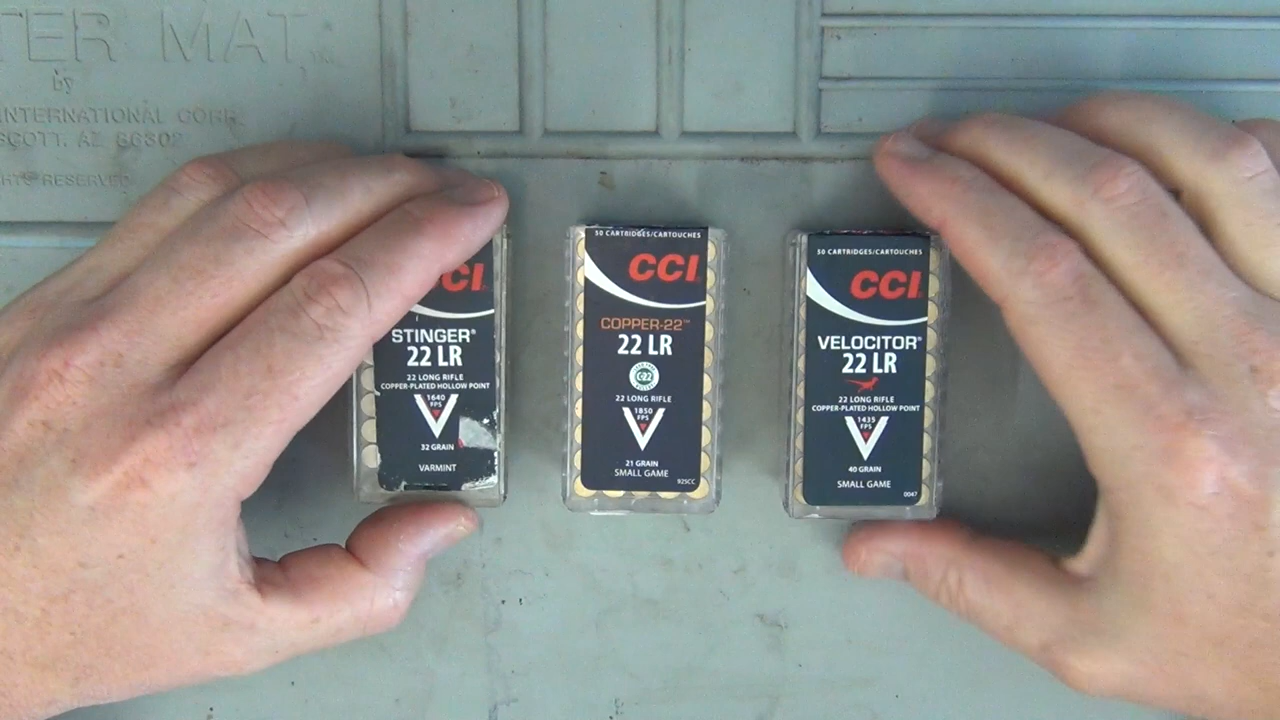 TER MAT
by
INTERNATIONAL CORP.
SCOTT, AZ 86302
RESERVED
CCI
STINGER®
22 LR
22 LONG RIFLE
COPPER-PLATED HOLLOW POINT
1640
FPS
32 GRAIN
VARMINT
50 CARTRIDGES/CARTOUCHES
CCI
COPPER-22™
22 LR
C-22
22 LONG RIFLE
1850
FPS
21 GRAIN
SMALL GAME
925CC
50 CARTRIDGES/CARTOUCHES
CCI
VELOCITOR®
22 LR
22 LONG RIFLE
COPPER-PLATED HOLLOW POINT
1435
FPS
40 GRAIN
SMALL GAME
0047